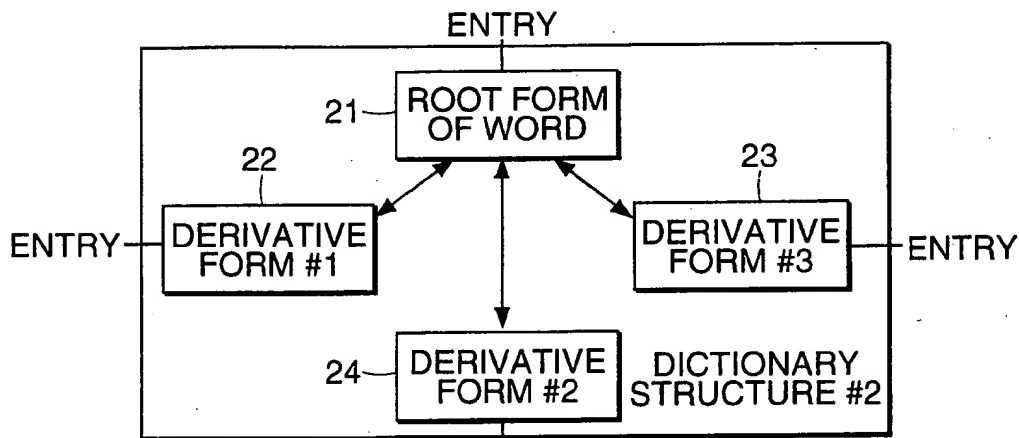 ENTRY
21
ROOT FORM
OF WORD
22
23
ENTRY
DERIVATIVE
FORM #1
DERIVATIVE
FORM #3
ENTRY
24
DERIVATIVE
FORM #2
DICTIONARY
STRUCTURE #2